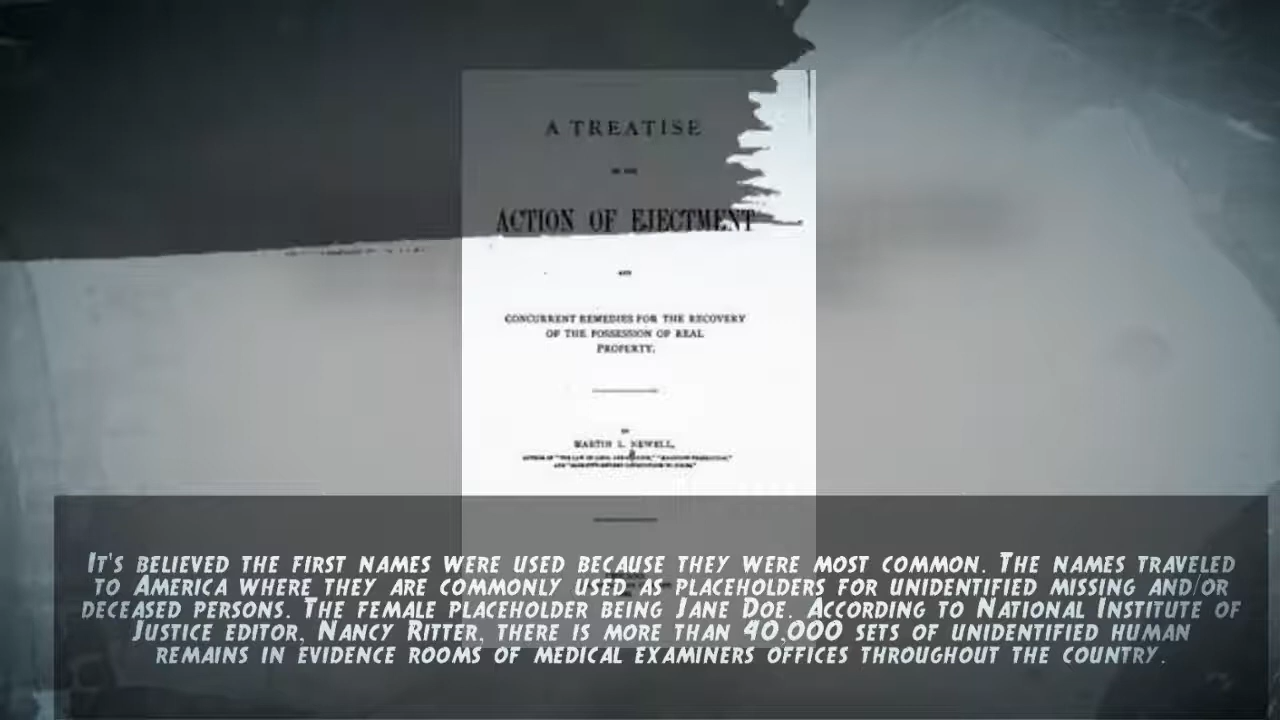 A TREATISE
ACTION OF EJECTMENT
AND
CONCURRENT REMEDIES FOR THE RECOVERY
OF THE POSSESSION OF REAL
PROPERTY.
BY
MARTIN L. NEWELL,
IT'S BELIEVED THE FIRST NAMES WERE USED BECAUSE THEY WERE MOST COMMON. THE NAMES TRAVELED
TO AMERICA WHERE THEY ARE COMMONLY USED AS PLACEHOLDERS FOR UNIDENTIFIED MISSING AND/OR
DECEASED PERSONS. THE FEMALE PLACEHOLDER BEING JANE DOE. ACCORDING TO NATIONAL INSTITUTE OF
JUSTICE EDITOR, NANCY RITTER, THERE IS MORE THAN 40,000 SETS OF UNIDENTIFIED HUMAN
REMAINS IN EVIDENCE ROOMS OF MEDICAL EXAMINERS OFFICES THROUGHOUT THE COUNTRY.